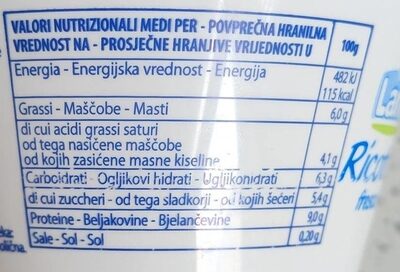 VALORI NUTRIZIONALI MEDI PER - POVPREČNA HRANILNA
VREDNOST NA - PROSJEČNE HRANJIVE VRIJEDNOSTI U 100g
Energia - Energijska vrednost - Energija 482 kJ
115 kcal
Grassi - Maščobe - Masti 6,0 g
di cui acidi grassi saturi
od tega nasičene maščobe
od kojih zasićene masne kiseline 4,1 g
Carboidrati - Ogljikovi hidrati - Ugljikohidrati 6,3 g
di cui zuccheri - od tega sladkorji - od kojih šećeri 5,4 g
Proteine - Beljakovine - Bjelančevine 9,0 g
Sale - Sol - Sol 0,20 g